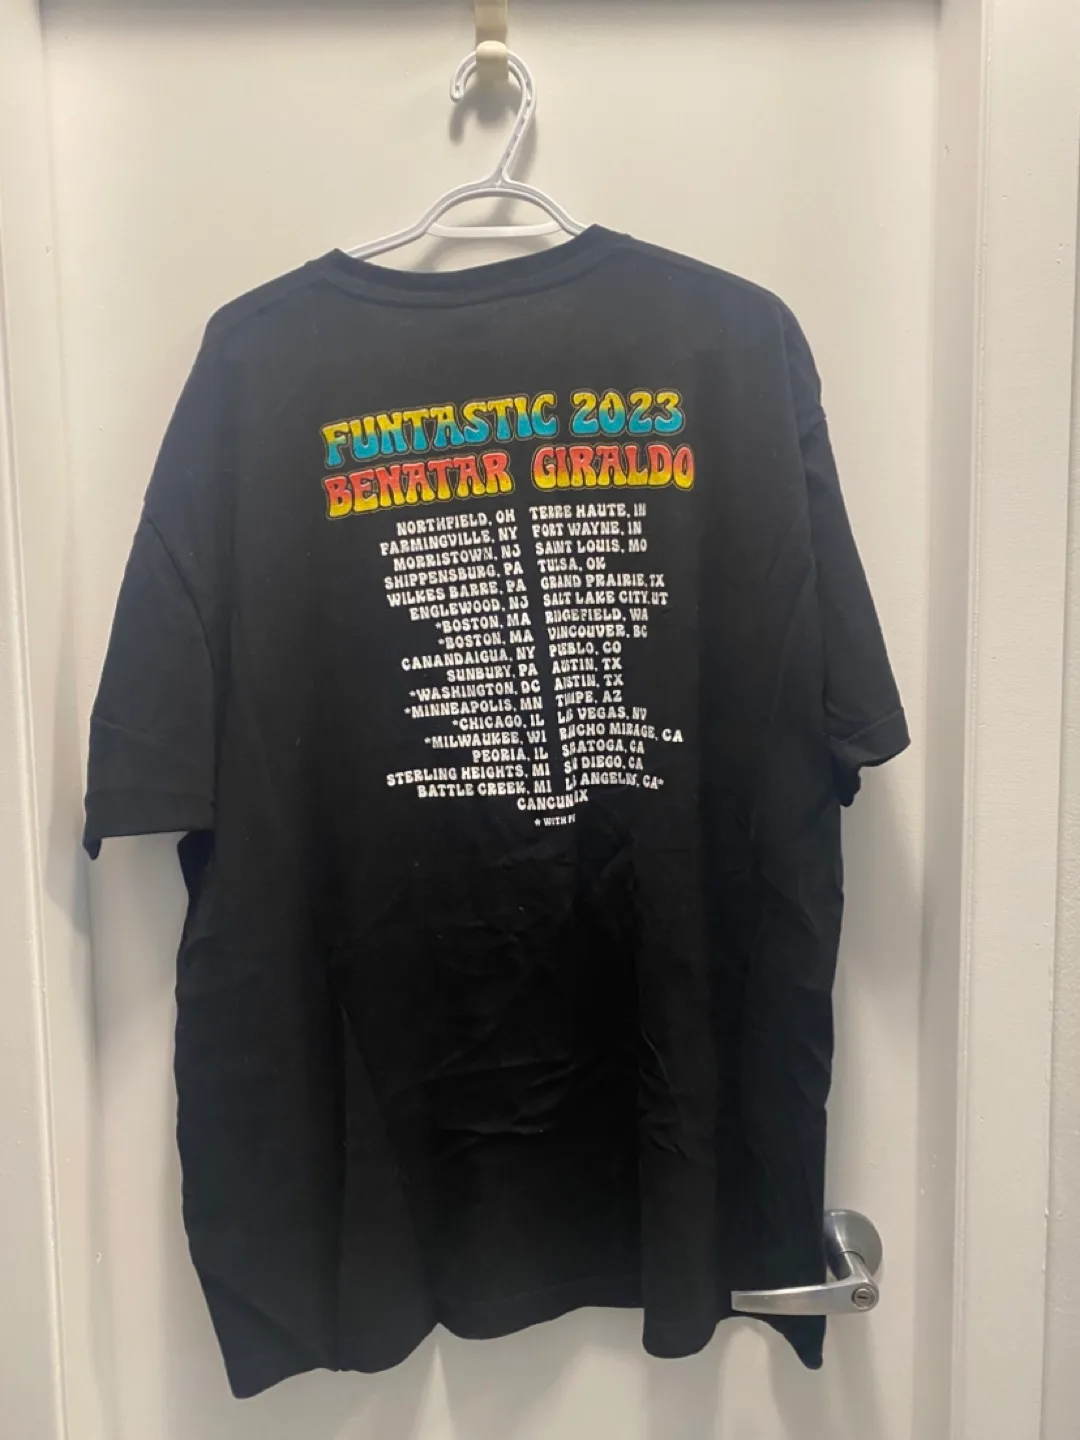 FUNTASTIC 2023
BENATAR GIRALDO
NORTHFIELD, OH
FARMINGVILLE, NY
MORRISTOWN, NJ
SHIPPENSBURG, PA
WILKES BARRE, PA
ENGLEWOOD, NJ
*BOSTON, MA
*BOSTON, MA
CANANDAIGUA, NY
SUNBURY, PA
*WASHINGTON, DC
*MINNEAPOLIS, MN
*CHICAGO, IL
*MILWAUKEE, WI
PEORIA, IL
STERLING HEIGHTS, MI
BATTLE CREEK, MI
TERRE HAUTE, IN
FORT WAYNE, IN
SAINT LOUIS, MO
TULSA, OK
GRAND PRAIRIE, TX
SALT LAKE CITY, UT
RIDGEFIELD, WA
VANCOUVER, BC
PUEBLO, CO
AUSTIN, TX
AUSTIN, TX
TEMPE, AZ
LAS VEGAS, NV
RANCHO MIRAGE, CA
SARATOGA, CA
SAN DIEGO, CA
LOS ANGELES, CA*
CANCUN
* WITH